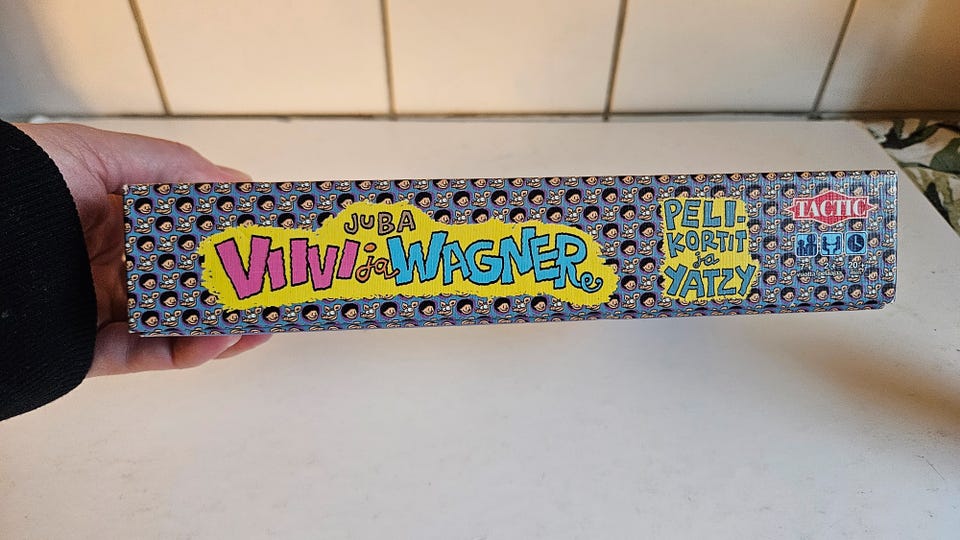 JUBA
VIIVI ja WAGNER
PELI-
KORTIT
ja
YATZY
TACTIC